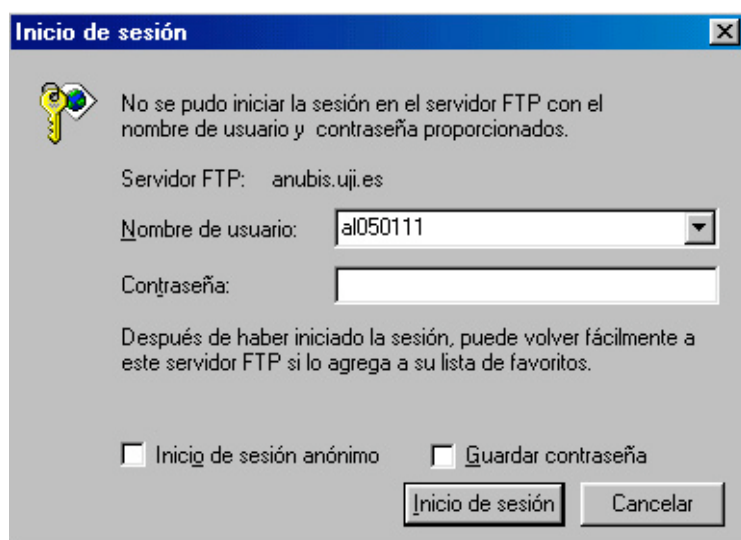 Inicio de sesión
No se pudo iniciar la sesión en el servidor FTP con el
nombre de usuario y contraseña proporcionados.
Servidor FTP: anubis.uji.es
Nombre de usuario: al050111
Contraseña:
Después de haber iniciado la sesión, puede volver fácilmente a
este servidor FTP si lo agrega a su lista de favoritos.
Inicio de sesión anónimo Guardar contraseña
Inicio de sesión Cancelar